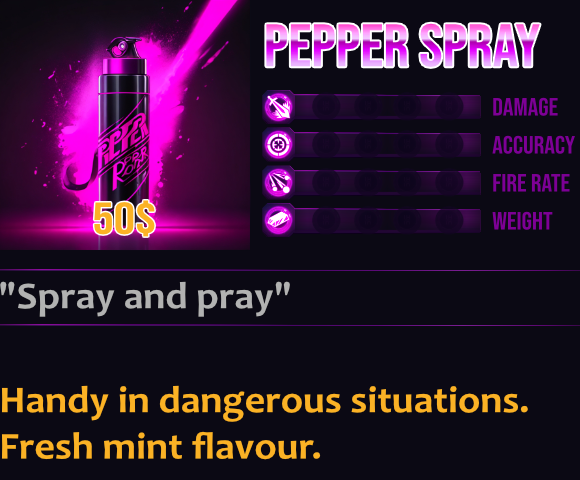 PEPPER SPRAY
DAMAGE
ACCURACY
FIRE RATE
WEIGHT
50$
"Spray and pray"
Handy in dangerous situations.
Fresh mint flavour.